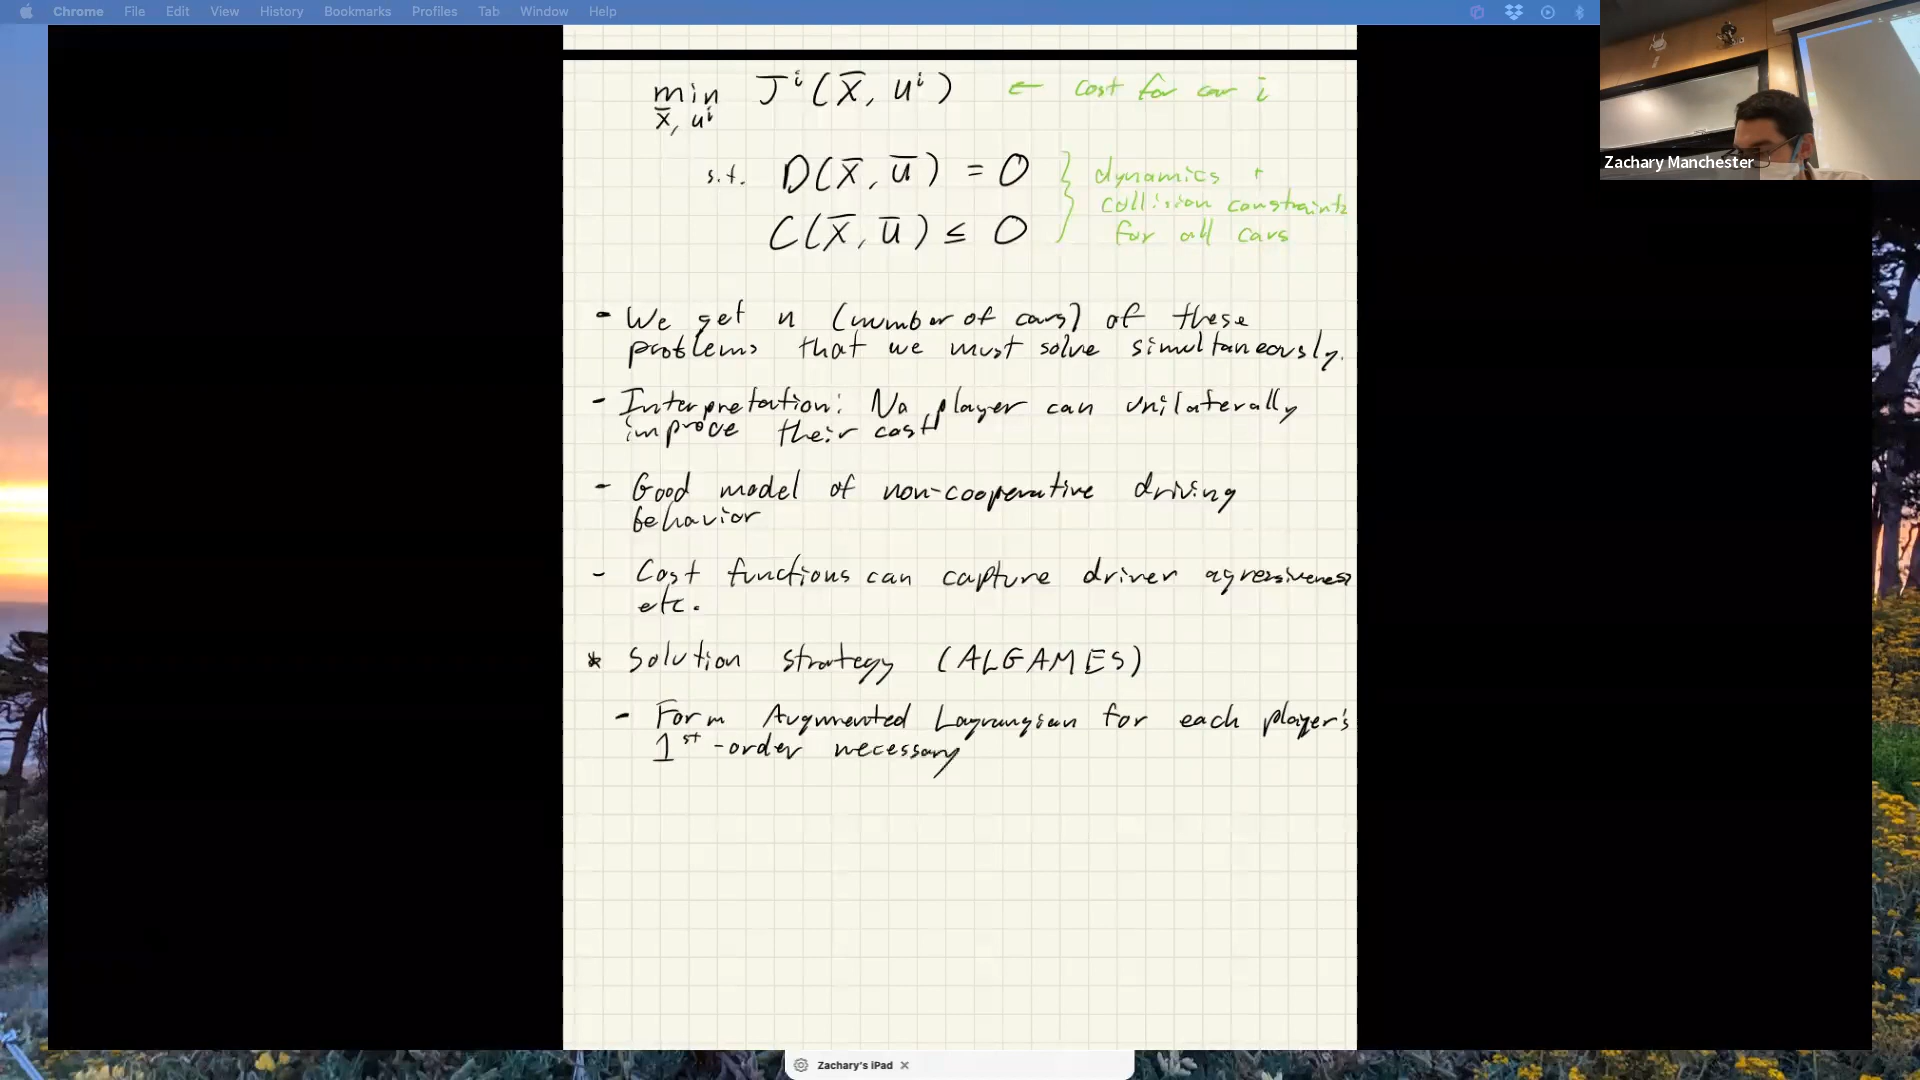 Chrome File Edit View History Bookmarks Profiles Tab Window Help
min J^i(x̄, u^i) ← cost for car i
x̄, u^i
s.t. D(x̄, ū) = 0 } dynamics +
collision constraints
C(x̄, ū) ≤ 0 for all cars
- We get n (number of cars) of these
problems that we must solve simultaneously.
- Interpretation: No player can unilaterally
improve their cost
- Good model of non-cooperative driving
behavior
- Cost functions can capture driver agressiveness
etc.
* Solution strategy (ALGAMES)
- Form Augmented Lagrangian for each player's
1st-order necessary
Zachary Manchester
Zachary's iPad